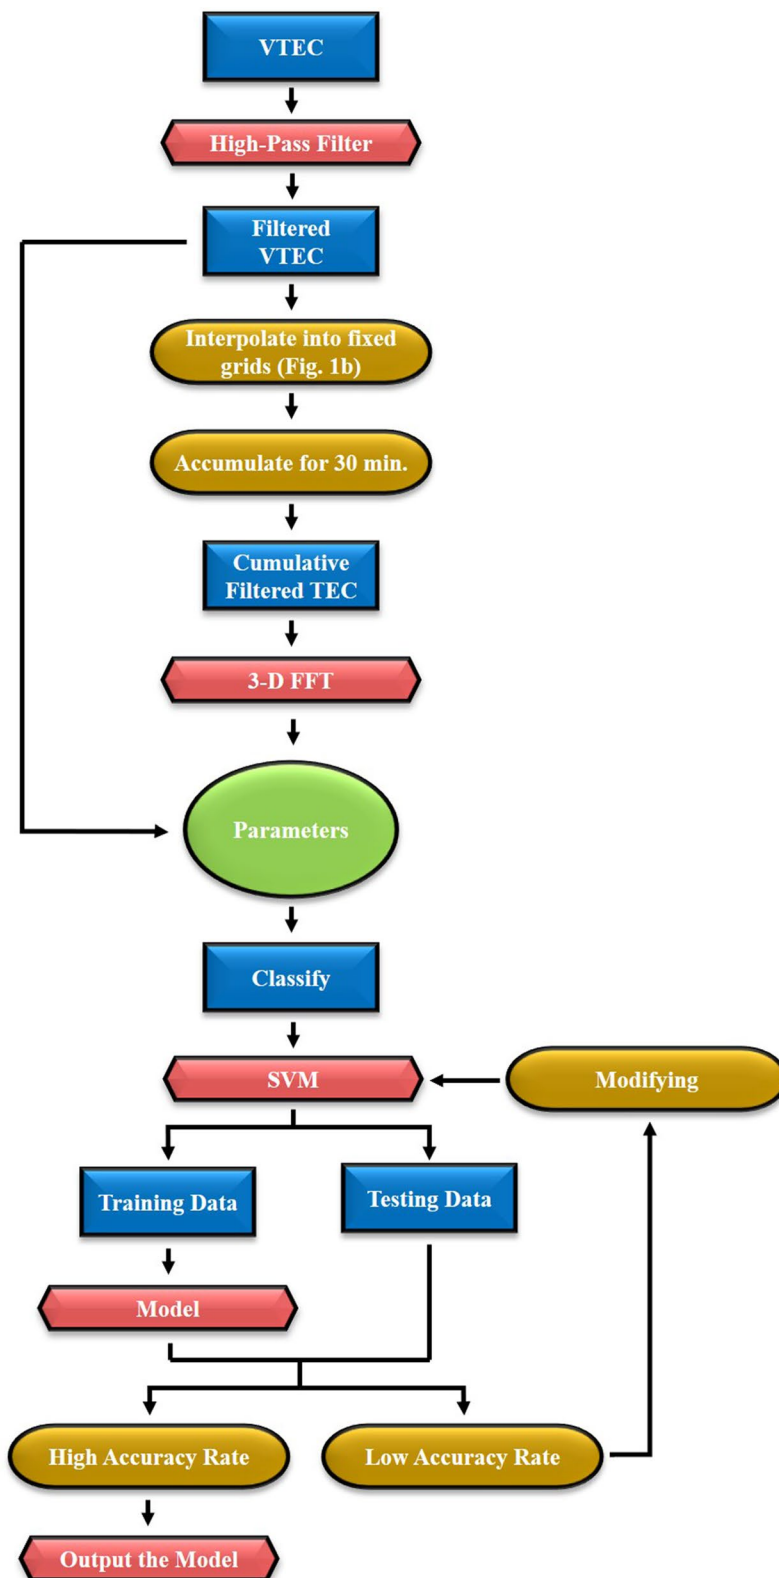 VTEC
High-Pass Filter
Filtered
VTEC
Interpolate into fixed
grids (Fig. 1b)
Accumulate for 30 min.
Cumulative
Filtered TEC
3-D FFT
Parameters
Classify
SVM
Modifying
Training Data
Testing Data
Model
High Accuracy Rate
Low Accuracy Rate
Output the Model